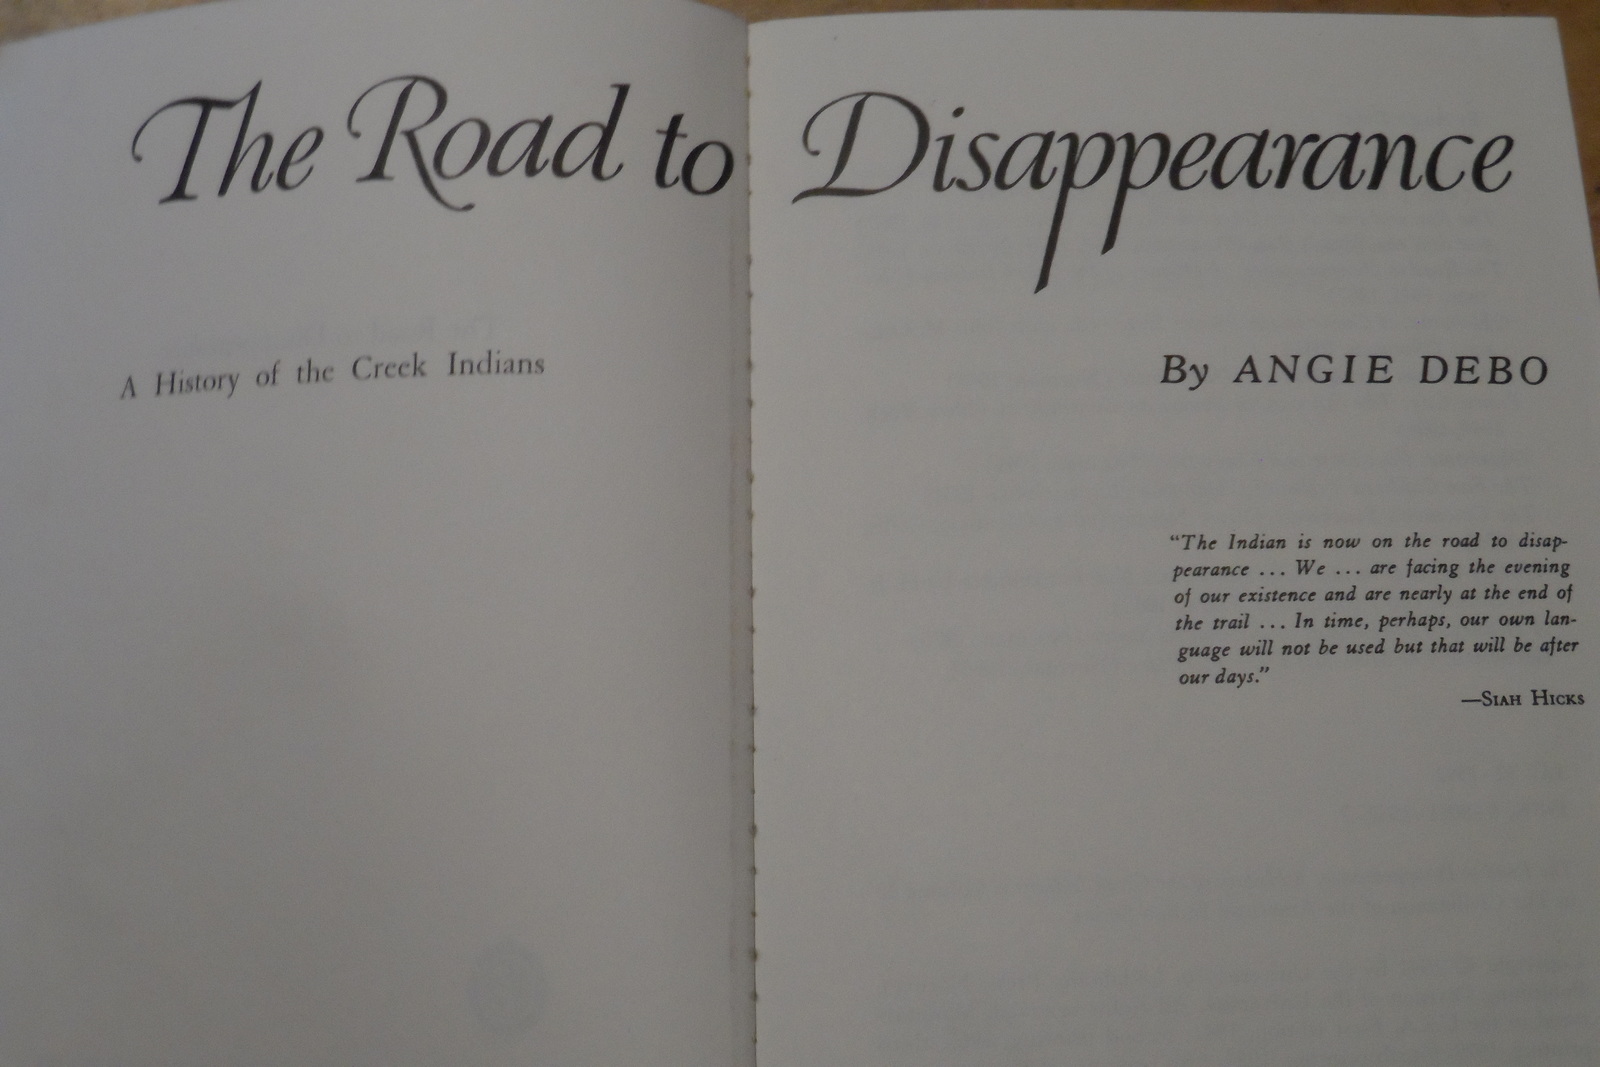 The Road to Disappearance
A History of the Creek Indians
By ANGIE DEBO
"The Indian is now on the road to disap-
pearance ... We ... are facing the evening
of our existence and are nearly at the end of
the trail ... In time, perhaps, our own lan-
guage will not be used but that will be after
our days."
—SIAH HICKS